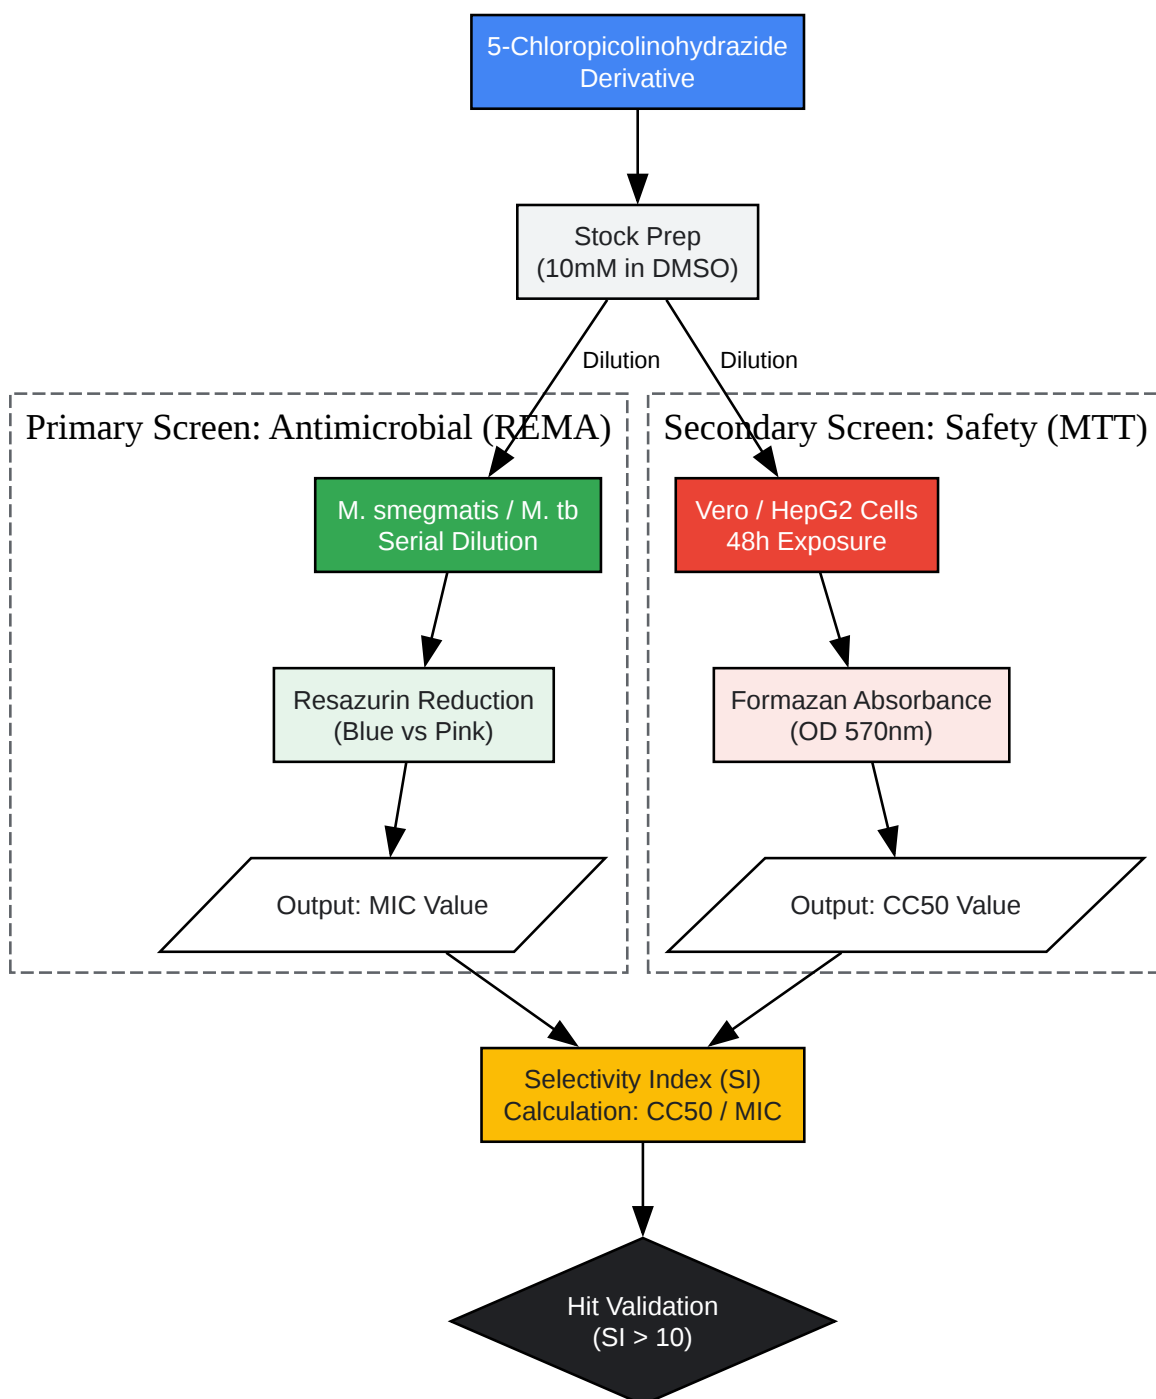 5-Chloropicolinohydrazide
Derivative
Stock Prep
(10mM in DMSO)
Dilution
Dilution
Primary Screen: Antimicrobial (REMA)
Secondary Screen: Safety (MTT)
M. smegmatis / M. tb
Serial Dilution
Vero / HepG2 Cells
48h Exposure
Resazurin Reduction
(Blue vs Pink)
Formazan Absorbance
(OD 570nm)
Output: MIC Value
Output: CC50 Value
Selectivity Index (SI)
Calculation: CC50 / MIC
Hit Validation
(SI > 10)